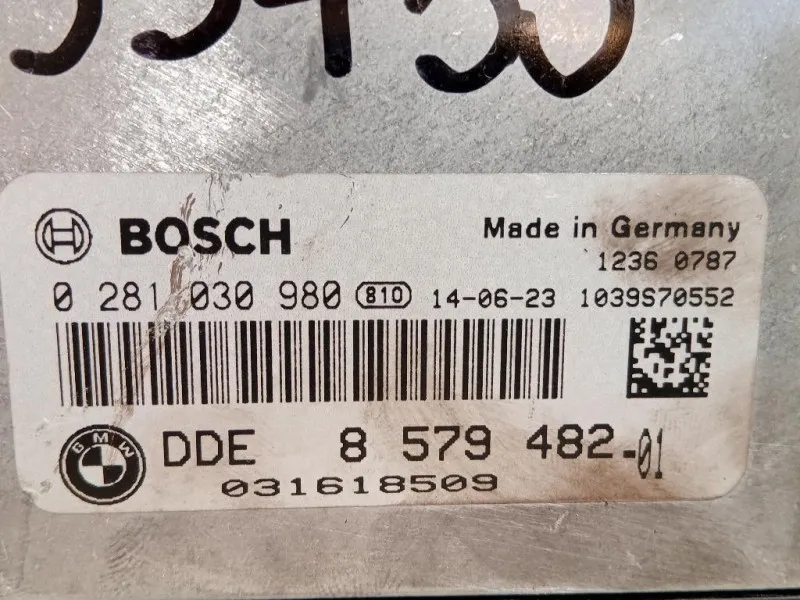 BOSCH
Made in Germany
1236 0787
0 281 030 980 810 14-06-23 1039S70552
BMW DDE 8 579 482-01
031618509